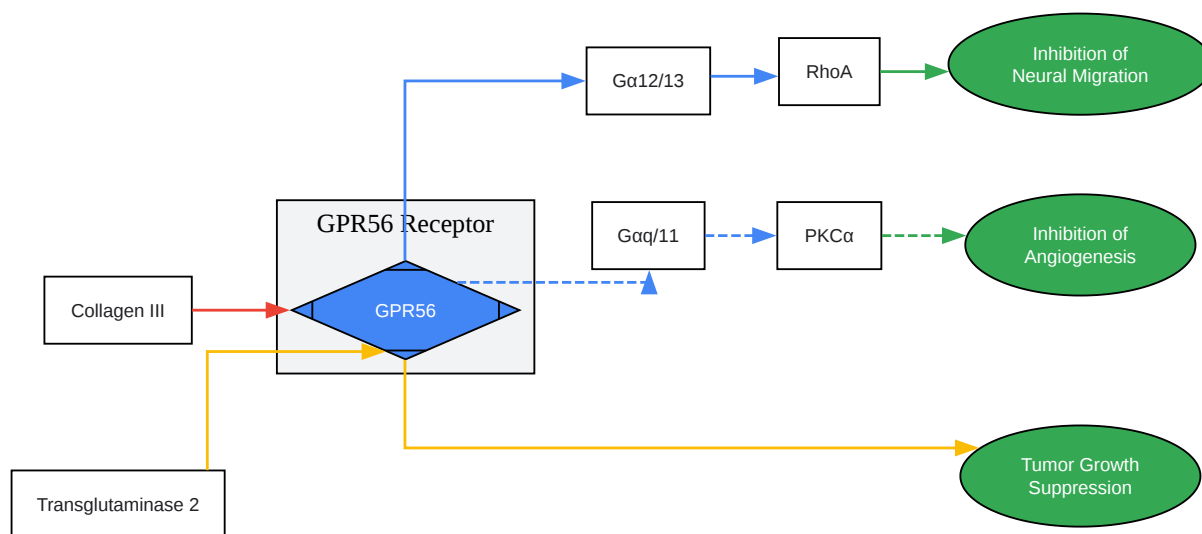 Inhibition of
Neural Migration
Gα12/13
RhoA
GPR56 Receptor
Gαq/11
PKCα
Inhibition of
Angiogenesis
Collagen III
GPR56
Transglutaminase 2
Tumor Growth
Suppression